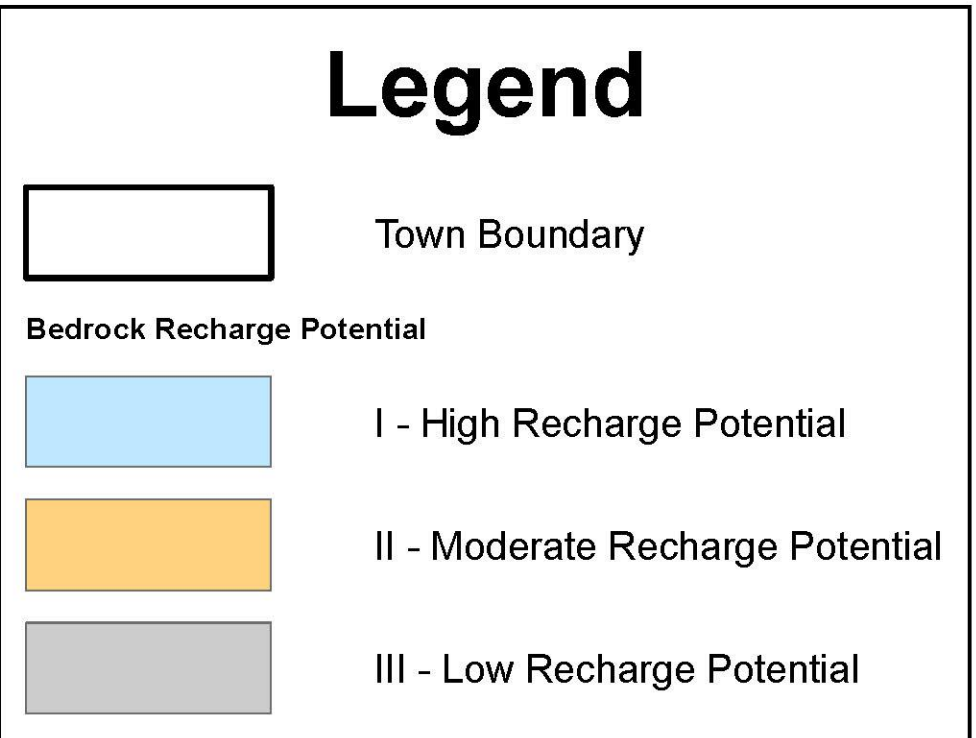 Legend
Town Boundary
Bedrock Recharge Potential
I - High Recharge Potential
II - Moderate Recharge Potential
III - Low Recharge Potential